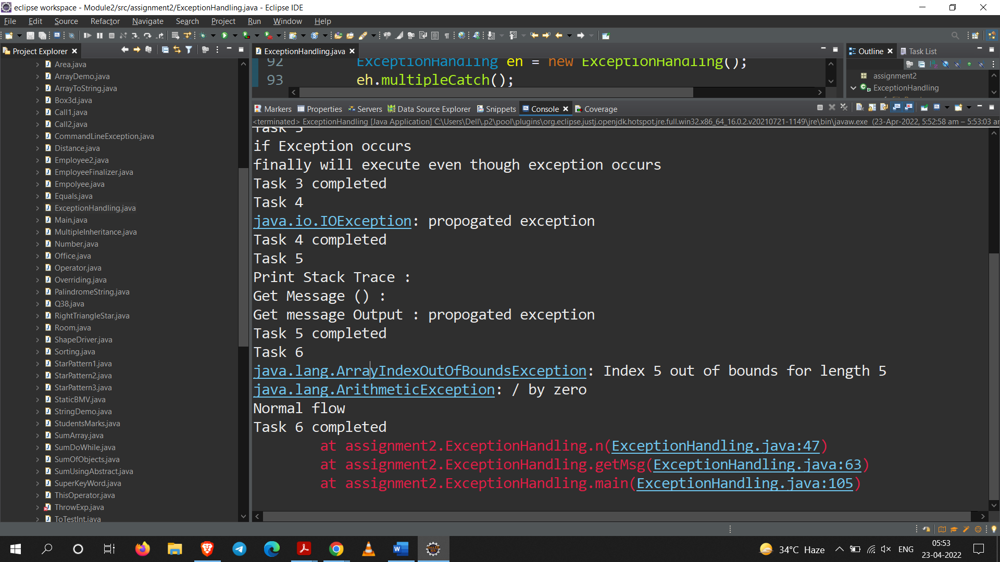 eclipse workspace - Module2/src/assignment2/ExceptionHandling.java - Eclipse IDE
File Edit Source Refactor Navigate Search Project Run Window Help
Project Explorer
Area.java
ArrayDemo.java
ArrayToString.java
Box3d.java
Call1.java
Call2.java
CommandLineException.java
Distance.java
Employee2.java
EmployeeFinalizer.java
Empolyee.java
Equals.java
ExceptionHandling.java
Main.java
MultipleInheritance.java
Number.java
Office.java
Operator.java
Overriding.java
PalindromeString.java
Q38.java
RightTriangleStar.java
Room.java
ShapeDriver.java
Sorting.java
StarPattern1.java
StarPattern2.java
StarPattern3.java
StaticBMV.java
StringDemo.java
StudentsMarks.java
SumArray.java
SumDoWhile.java
SumOfObjects.java
SumUsingAbstract.java
SuperKeyWord.java
ThisOperator.java
ThrowExp.java
ToTestInt.java
ExceptionHandling.java
92 ExceptionHandling eh = new ExceptionHandling();
93 eh.multipleCatch();
Outline Task List
assignment2
ExceptionHandling
Markers Properties Servers Data Source Explorer Snippets Console Coverage
<terminated> ExceptionHandling [Java Application] C:\Users\Dell\.p2\pool\plugins\org.eclipse.justj.openjdk.hotspot.jre.full.win32.x86_64_16.0.2.v20210721-1149\jre\bin\javaw.exe (23-Apr-2022, 5:52:58 am – 5:53:03 am
Task 3
if Exception occurs
finally will execute even though exception occurs
Task 3 completed
Task 4
java.io.IOException: propogated exception
Task 4 completed
Task 5
Print Stack Trace :
Get Message () :
Get message Output : propogated exception
Task 5 completed
Task 6
java.lang.ArrayIndexOutOfBoundsException: Index 5 out of bounds for length 5
java.lang.ArithmeticException: / by zero
Normal flow
Task 6 completed
at assignment2.ExceptionHandling.n(ExceptionHandling.java:47)
at assignment2.ExceptionHandling.getMsg(ExceptionHandling.java:63)
at assignment2.ExceptionHandling.main(ExceptionHandling.java:105)
34°C Haze
ENG
05:53
23-04-2022